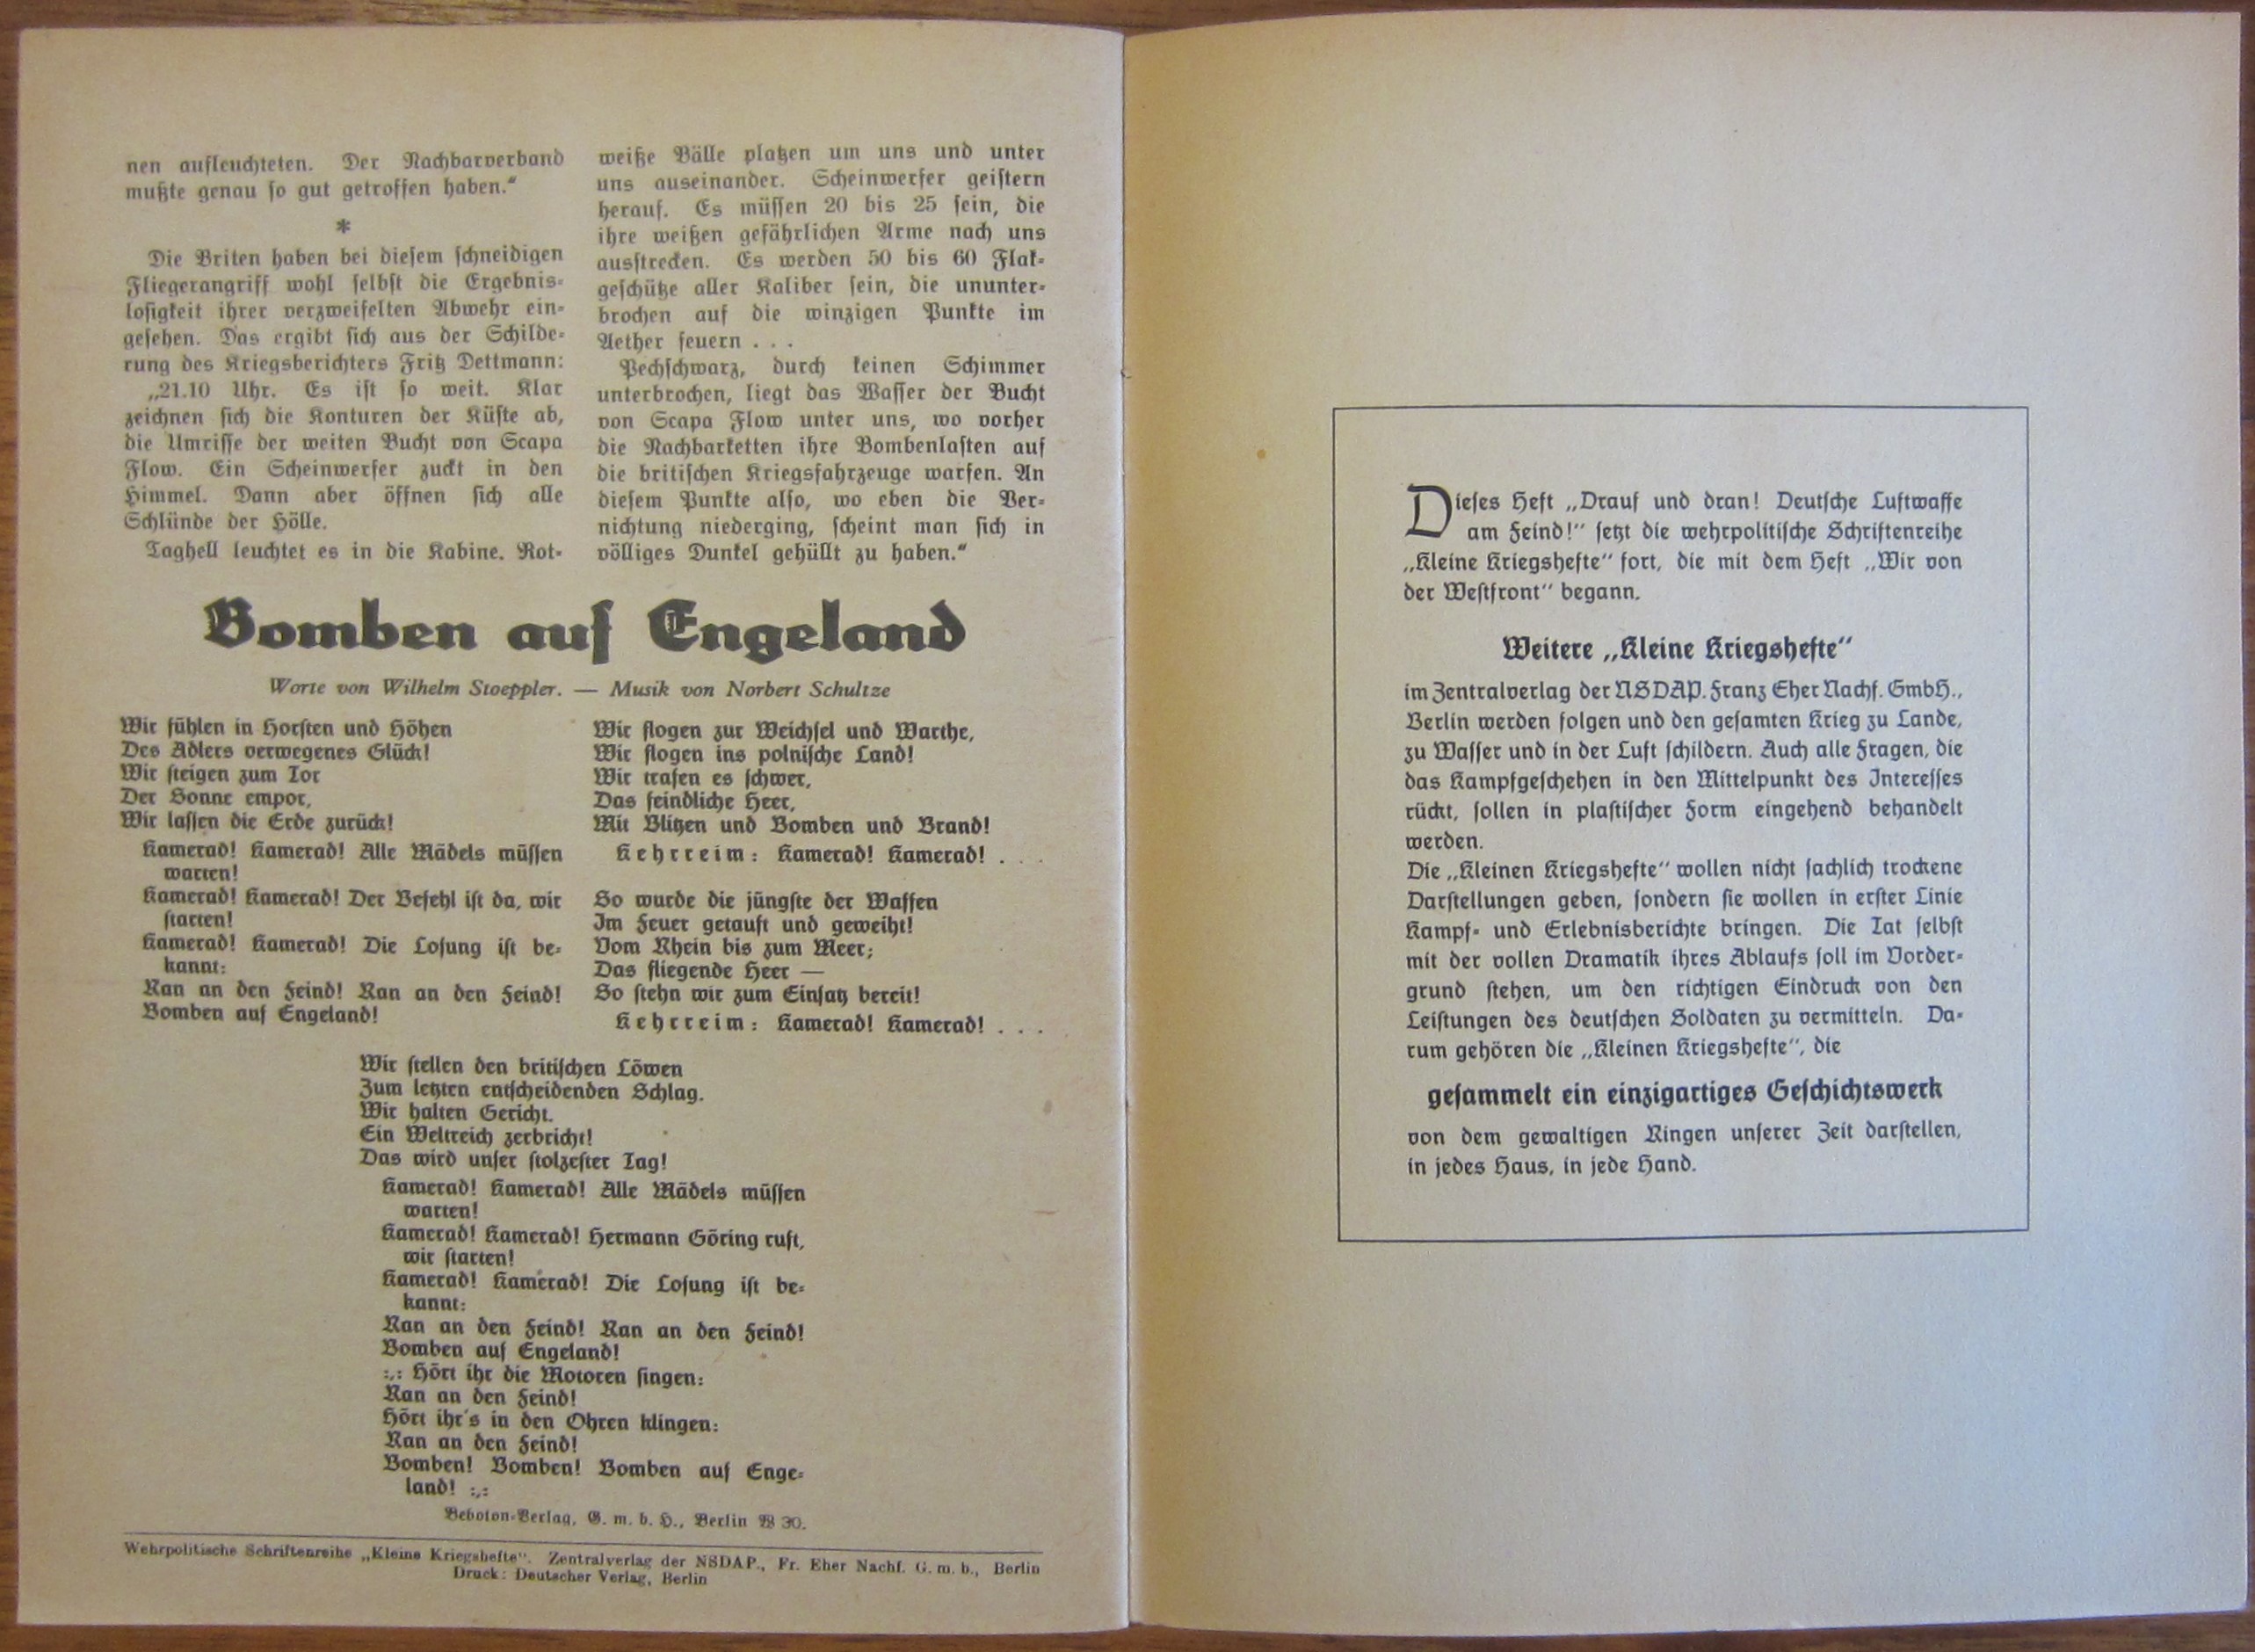 nen aufleuchteten. Der Nachbarverband
mußte genau so gut getroffen haben.“
*
Die Briten haben bei diesem schneidigen
Fliegerangriff wohl selbst die Ergebnis-
losigkeit ihrer verzweifelten Abwehr ein-
gesehen. Das ergibt sich aus der Schilde-
rung des Kriegsberichters Fritz Dettmann:
„21.10 Uhr. Es ist so weit. Klar
zeichnen sich die Konturen der Küste ab,
die Umrisse der weiten Bucht von Scapa
Flow. Ein Scheinwerfer zuckt in den
Himmel. Dann aber öffnen sich alle
Schlünde der Hölle.
Taghell leuchtet es in die Kabine. Rot-
weiße Bälle platzen um uns und unter
uns auseinander. Scheinwerfer geistern
herauf. Es müssen 20 bis 25 sein, die
ihre weißen gefährlichen Arme nach uns
ausstrecken. Es werden 50 bis 60 Flak-
geschütze aller Kaliber sein, die ununter-
brochen auf die winzigen Punkte im
Aether feuern . . .
Pechschwarz, durch keinen Schimmer
unterbrochen, liegt das Wasser der Bucht
von Scapa Flow unter uns, wo vorher
die Nachbarketten ihre Bombenlasten auf
die britischen Kriegsfahrzeuge warfen. An
diesem Punkte also, wo eben die Ver-
nichtung niederging, scheint man sich in
völliges Dunkel gehüllt zu haben.“
Bomben auf Engeland
Worte von Wilhelm Stoeppler. — Musik von Norbert Schultze
Wir fühlen in Horsten und Höhen
Des Adlers verwegenes Glück!
Wir steigen zum Tor
Der Sonne empor,
Wir lassen die Erde zurück!
Kamerad! Kamerad! Alle Mädels müssen
warten!
Kamerad! Kamerad! Der Befehl ist da, wir
starten!
Kamerad! Kamerad! Die Losung ist be-
kannt:
Ran an den Feind! Ran an den Feind!
Bomben auf Engeland!
Wir flogen zur Weichsel und Warthe,
Wir flogen ins polnische Land!
Wir trafen es schwer,
Das feindliche Heer,
Mit Blitzen und Bomben und Brand!
Kehrreim: Kamerad! Kamerad! . . .
So wurde die jüngste der Waffen
Im Feuer getauft und geweiht!
Vom Rhein bis zum Meer;
Das fliegende Heer —
So stehn wir zum Einsatz bereit!
Kehrreim: Kamerad! Kamerad! . . .
Wir stellen den britischen Löwen
Zum letzten entscheidenden Schlag.
Wir halten Gericht.
Ein Weltreich zerbricht!
Das wird unser stolzester Tag!
Kamerad! Kamerad! Alle Mädels müssen
warten!
Kamerad! Kamerad! Hermann Göring ruft,
wir starten!
Kamerad! Kamerad! Die Losung ist be-
kannt:
Ran an den Feind! Ran an den Feind!
Bomben auf Engeland!
:,: Hört ihr die Motoren singen:
Ran an den Feind!
Hört ihr's in den Ohren klingen:
Ran an den Feind!
Bomben! Bomben! Bomben auf Enge-
land! :,:
Beboton-Verlag, G. m. b. H., Berlin W 30.
Wehrpolitische Schriftenreihe „Kleine Kriegshefte“. Zentralverlag der NSDAP., Fr. Eher Nachf. G. m. b., Berlin
Druck: Deutscher Verlag, Berlin
Dieses Heft „Drauf und dran! Deutsche Luftwaffe
am Feind!“ setzt die wehrpolitische Schriftenreihe
„Kleine Kriegshefte“ fort, die mit dem Heft „Wir von
der Westfront“ begann.
Weitere „Kleine Kriegshefte“
im Zentralverlag der NSDAP. Franz Eher Nachf. GmbH.,
Berlin werden folgen und den gesamten Krieg zu Lande,
zu Wasser und in der Luft schildern. Auch alle Fragen, die
das Kampfgeschehen in den Mittelpunkt des Interesses
rückt, sollen in plastischer Form eingehend behandelt
werden.
Die „Kleinen Kriegshefte“ wollen nicht sachlich trockene
Darstellungen geben, sondern sie wollen in erster Linie
Kampf- und Erlebnisberichte bringen. Die Tat selbst
mit der vollen Dramatik ihres Ablaufs soll im Vorder-
grund stehen, um den richtigen Eindruck von den
Leistungen des deutschen Soldaten zu vermitteln. Da-
rum gehören die „Kleinen Kriegshefte“, die
gesammelt ein einzigartiges Geschichtswerk
von dem gewaltigen Ringen unserer Zeit darstellen,
in jedes Haus, in jede Hand.